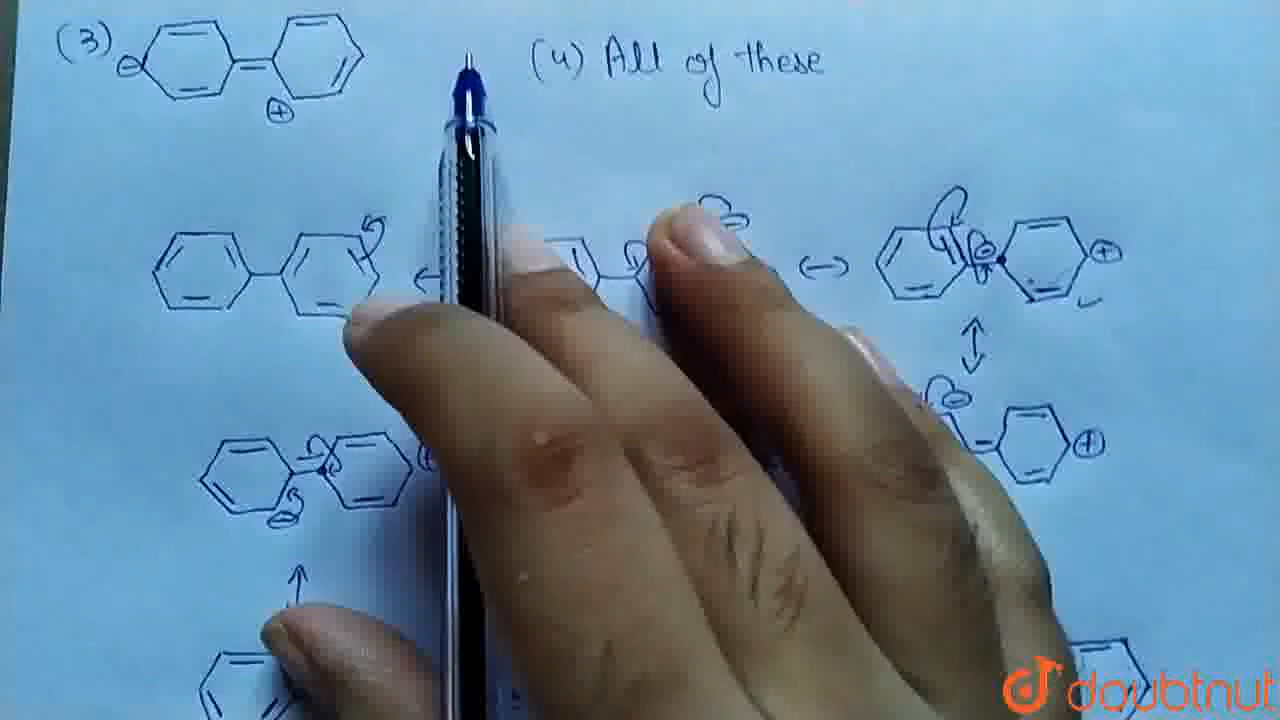 (3) (4) All of these
doubtnut